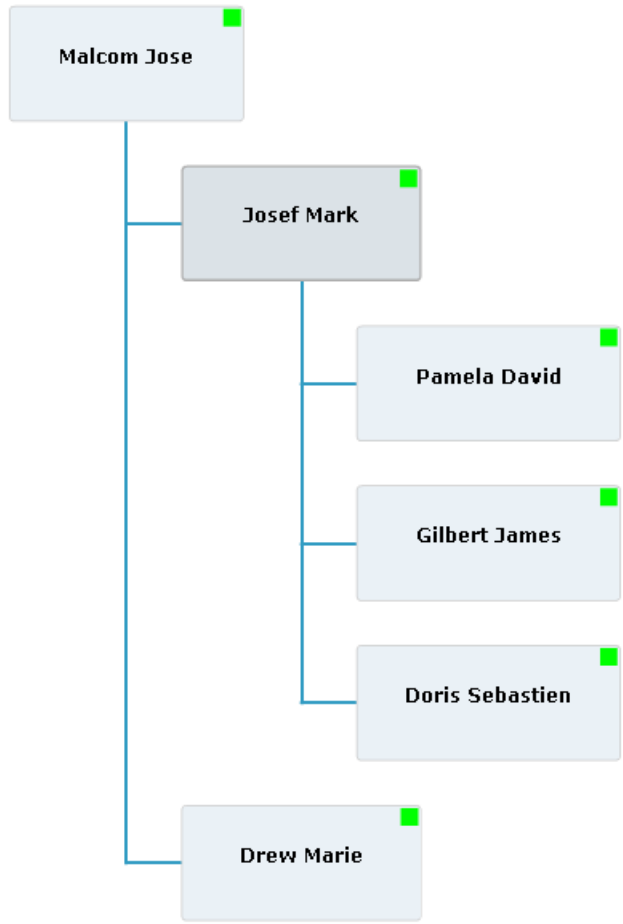 Malcom Jose
Josef Mark
Pamela David
Gilbert James
Doris Sebastien
Drew Marie